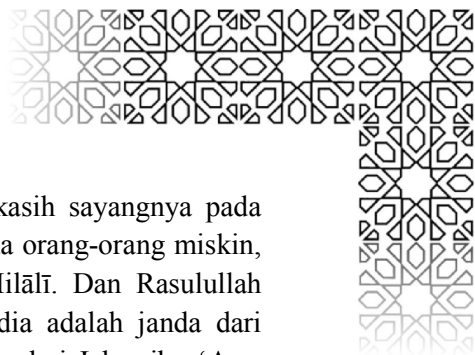 kasih sayangnya pada
a orang-orang miskin,
Hilālī. Dan Rasulullah
dia adalah janda dari